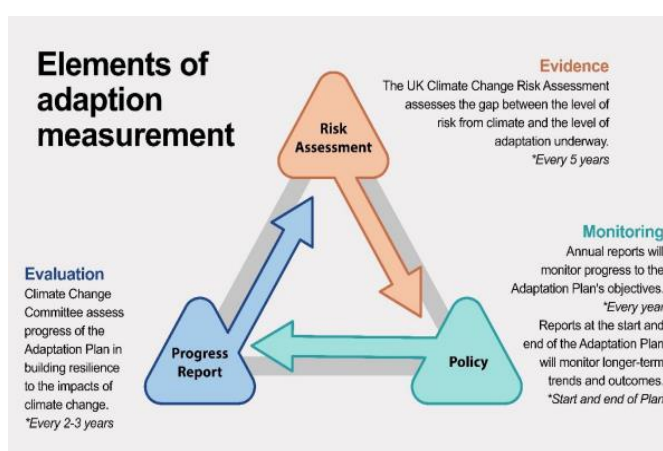 Elements of
adaption
measurement
Evidence
The UK Climate Change Risk Assessment
assesses the gap between the level of
risk from climate and the level of
adaptation underway.
*Every 5 years
Risk
Assessment
Monitoring
Annual reports will
monitor progress to the
Adaptation Plan's objectives.
*Every year
Reports at the start and
end of the Adaptation Plan
will monitor longer-term
trends and outcomes.
*Start and end of Plan
Evaluation
Climate Change
Committee assess
progress of the
Adaptation Plan in
building resilience
to the impacts of
climate change.
*Every 2-3 years
Progress
Report
Policy